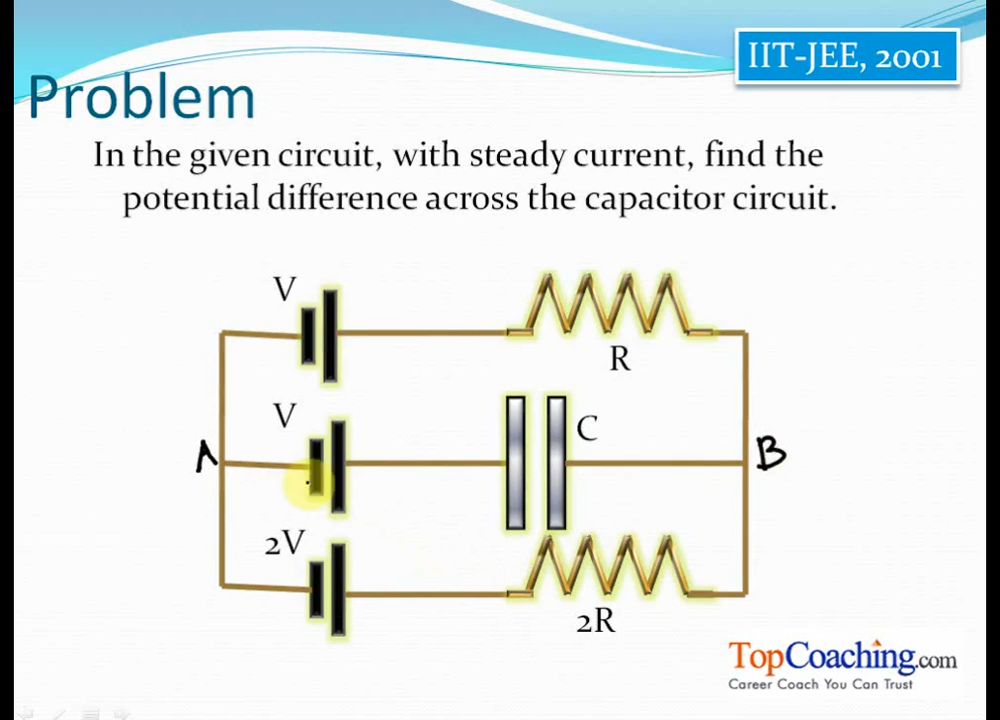 IIT-JEE, 2001
Problem
In the given circuit, with steady current, find the
potential difference across the capacitor circuit.
V
R
V
C
A
B
2V
2R
TopCoaching.com
Career Coach You Can Trust